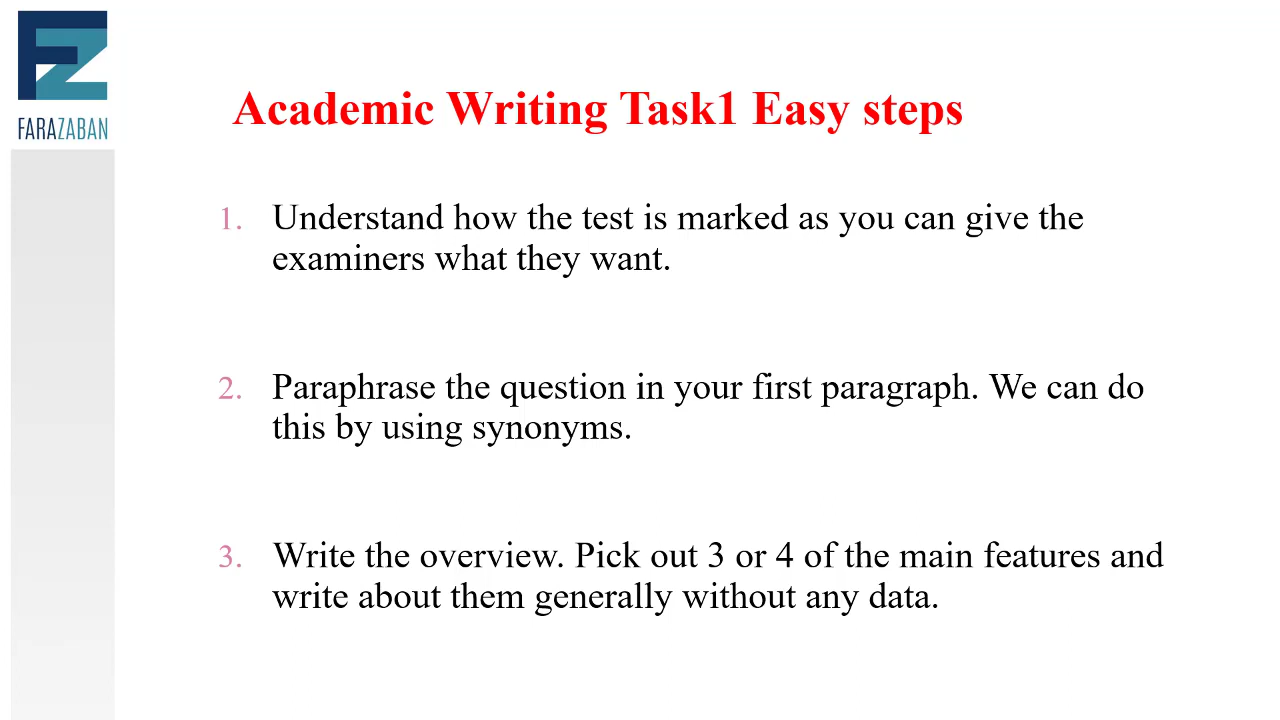 FZ
FARAZABAN
Academic Writing Task1 Easy steps
1. Understand how the test is marked as you can give the
examiners what they want.
2. Paraphrase the question in your first paragraph. We can do
this by using synonyms.
3. Write the overview. Pick out 3 or 4 of the main features and
write about them generally without any data.